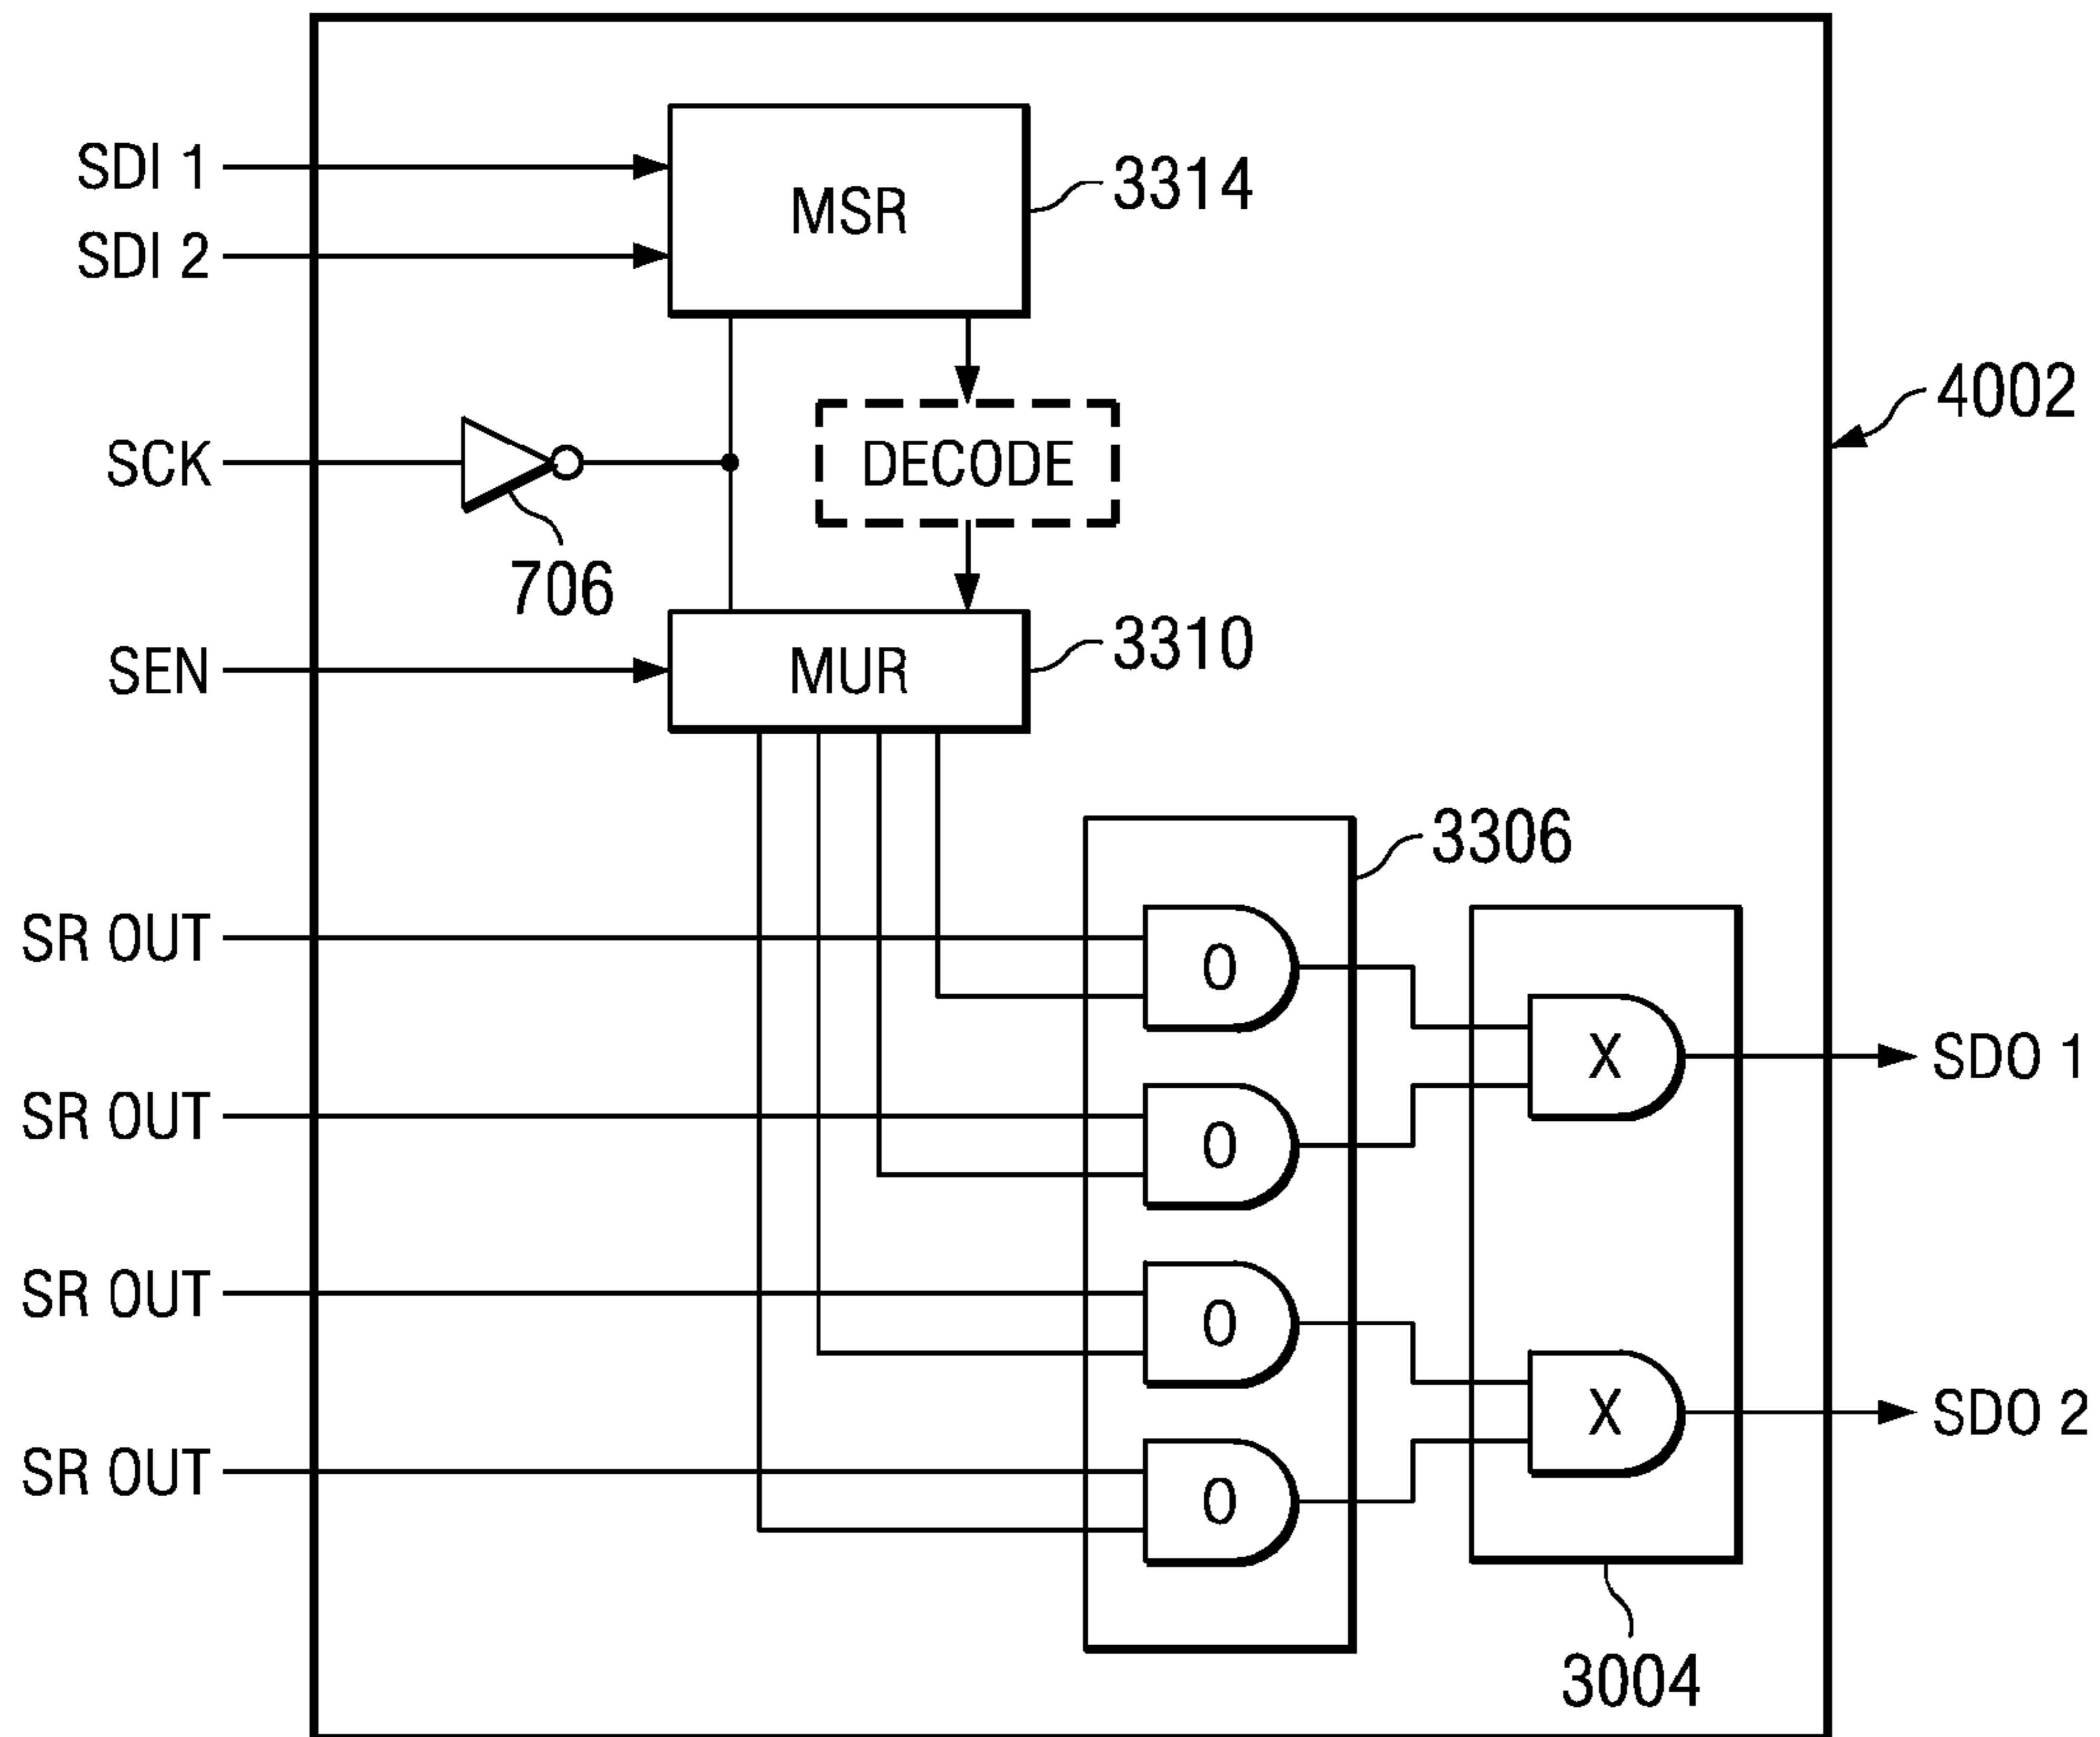 SDI 1
MSR
3314
SDI 2
4002
SCK
DECODE
706
SEN
MUR
3310
3306
SR OUT
O
X
SDO 1
SR OUT
O
SR OUT
O
X
SDO 2
SR OUT
O
3004